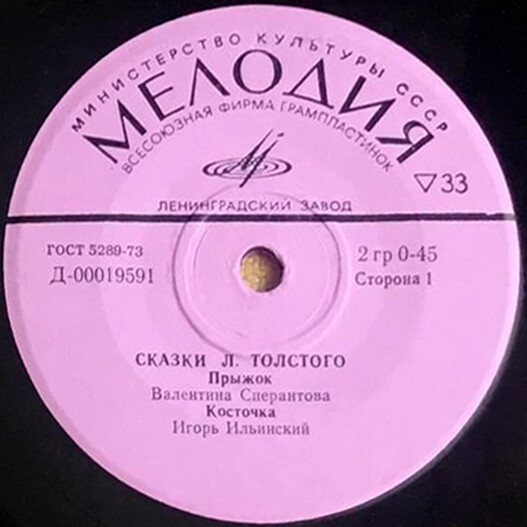 МИНИСТЕРСТВО КУЛЬТУРЫ СССР
МЕЛОДИЯ
ВСЕСОЮЗНАЯ ФИРМА ГРАМПЛАСТИНОК
▽33
ЛЕНИНГРАДСКИЙ ЗАВОД
ГОСТ 5289-73
2 гр 0-45
Д-00019591
Сторона 1
СКАЗКИ Л. ТОЛСТОГО
Прыжок
Валентина Сперантова
Косточка
Игорь Ильинский